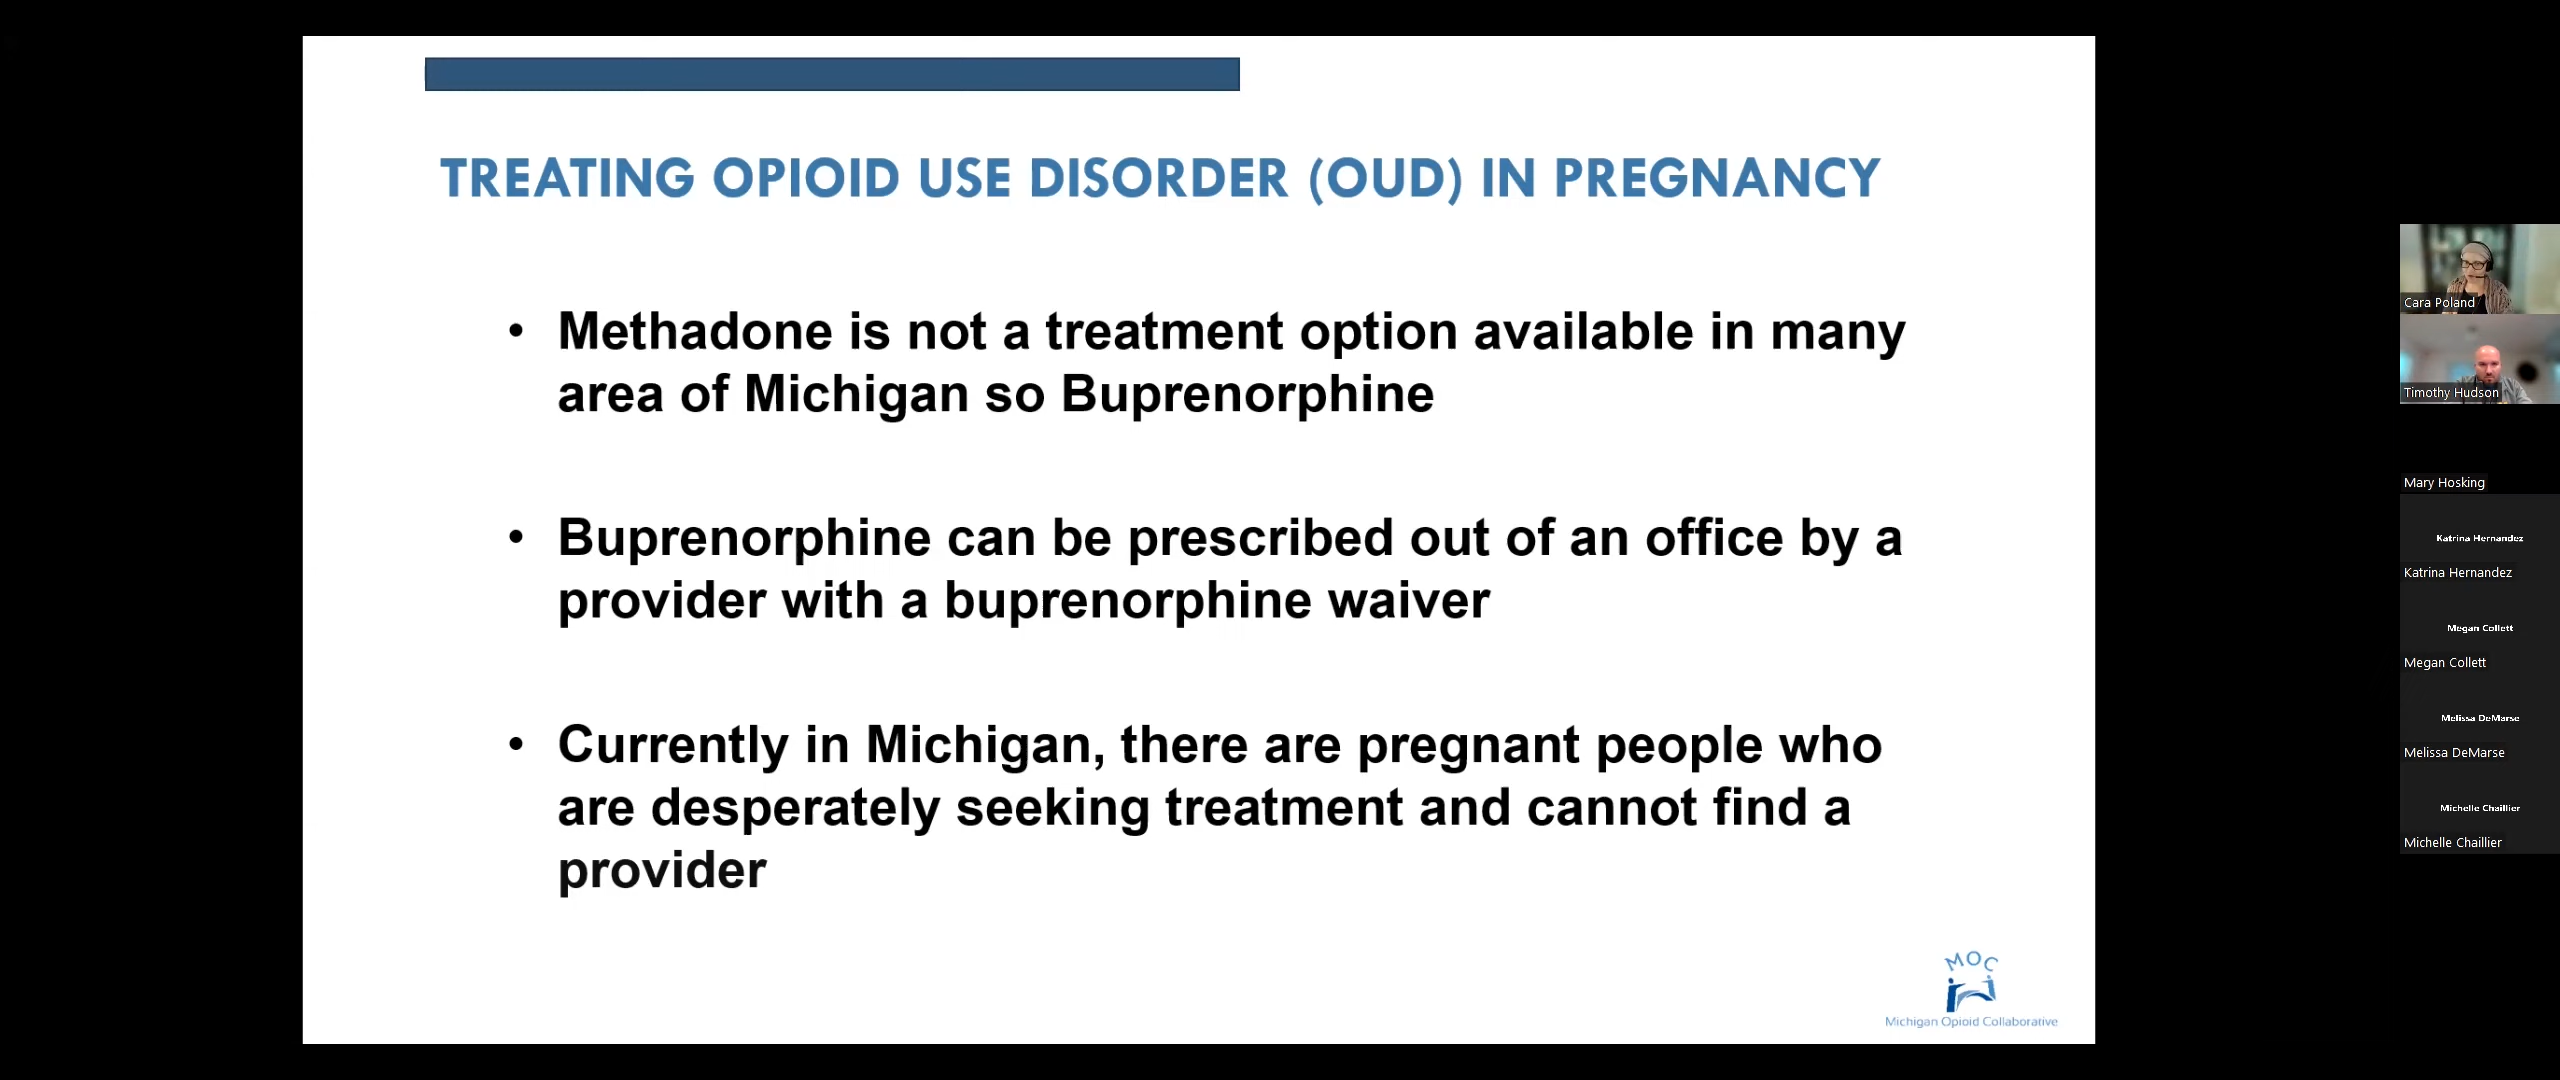 TREATING OPIOID USE DISORDER (OUD) IN PREGNANCY
• Methadone is not a treatment option available in many
area of Michigan so Buprenorphine
• Buprenorphine can be prescribed out of an office by a
provider with a buprenorphine waiver
• Currently in Michigan, there are pregnant people who
are desperately seeking treatment and cannot find a
provider
MOC
Michigan Opioid Collaborative
Cara Poland
Timothy Hudson
Mary Hosking
Katrina Hernandez
Katrina Hernandez
Megan Collett
Megan Collett
Melissa DeMarse
Melissa DeMarse
Michelle Chaillier
Michelle Chaillier